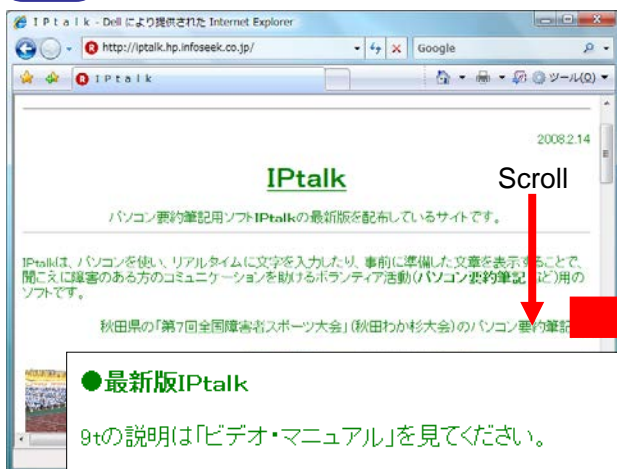 I P t a l k - Dell により提供された Internet Explorer
http://iptalk.hp.infoseek.co.jp/
Google
I P t a l k
ツール(O)
2008.2.14
IPtalk
Scroll
パソコン要約筆記用ソフトIPtalkの最新版を配布しているサイトです。
IPtalkは、パソコンを使い、リアルタイムに文字を入力したり、事前に準備した文章を表示することで、
聞こえに障害のある方のコミュニケーションを助けるボランティア活動(パソコン要約筆記など)用の
ソフトです。
秋田県の「第7回全国障害者スポーツ大会」(秋田わか杉大会)のパソコン要約筆記
●最新版IPtalk
9tの説明は「ビデオ・マニュアル」を見てください。